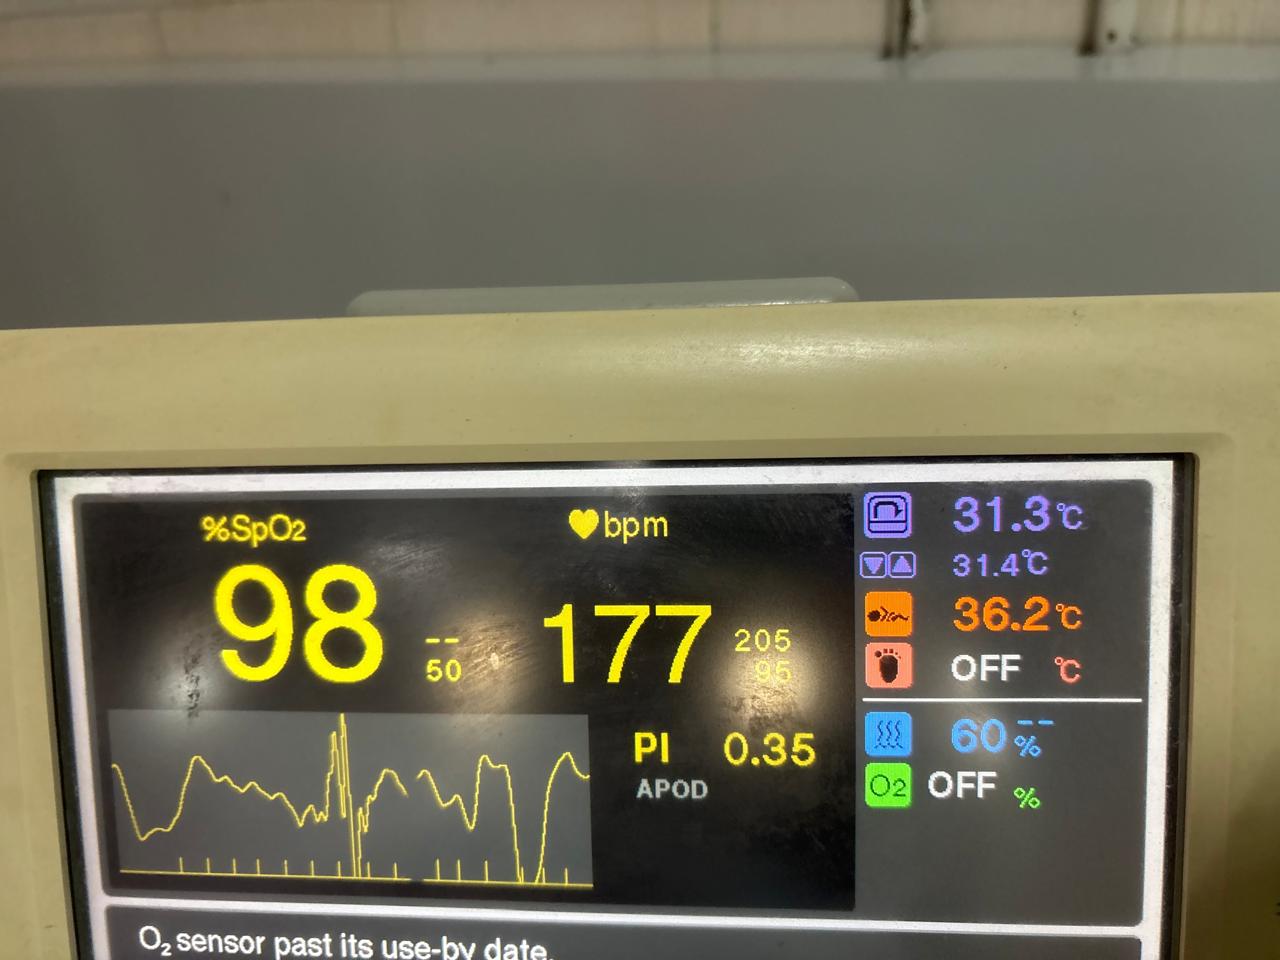 %SpO2
98
--
50
♥bpm
177
205
95
PI 0.35
APOD
31.3°C
31.4°C
36.2°C
OFF °C
60 -- %
O2 OFF %
O₂ sensor past its use-by date.